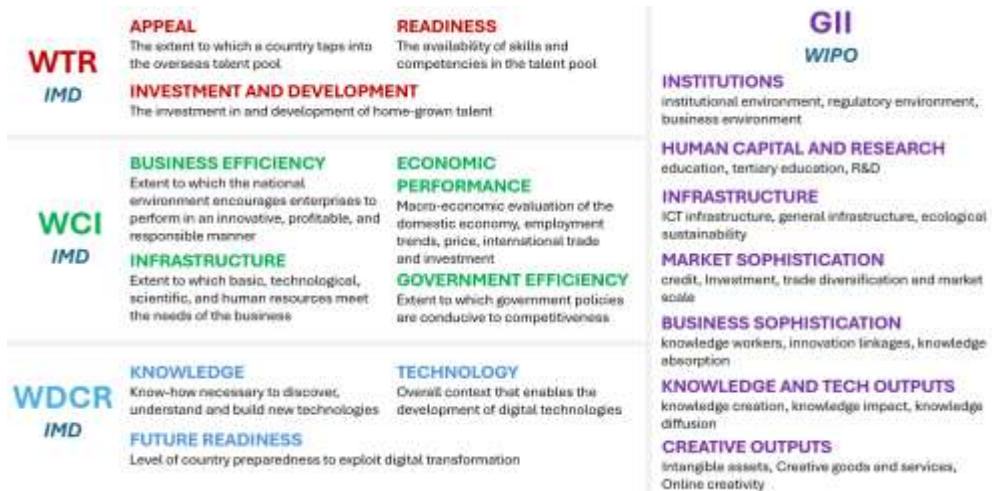 WTR
IMD
APPEAL
The extent to which a country taps into
the overseas talent pool
READINESS
The availability of skills and
competencies in the talent pool
INVESTMENT AND DEVELOPMENT
The investment in and development of home-grown talent
WCI
IMD
BUSINESS EFFICIENCY
Extent to which the national
environment encourages enterprises to
perform in an innovative, profitable, and
responsible manner
INFRASTRUCTURE
Extent to which basic, technological,
scientific, and human resources meet
the needs of the business
ECONOMIC
PERFORMANCE
Macro-economic evaluation of the
domestic economy, employment
trends, price, international trade
and investment
GOVERNMENT EFFICIENCY
Extent to which government policies
are conducive to competitiveness
WDCR
IMD
KNOWLEDGE
Know-how necessary to discover,
understand and build new technologies
TECHNOLOGY
Overall context that enables the
development of digital technologies
FUTURE READINESS
Level of country preparedness to exploit digital transformation
GII
WIPO
INSTITUTIONS
institutional environment, regulatory environment,
business environment
HUMAN CAPITAL AND RESEARCH
education, tertiary education, R&D
INFRASTRUCTURE
ICT infrastructure, general infrastructure, ecological
sustainability
MARKET SOPHISTICATION
credit, Investment, trade diversification and market
scale
BUSINESS SOPHISTICATION
knowledge workers, innovation linkages, knowledge
absorption
KNOWLEDGE AND TECH OUTPUTS
knowledge creation, knowledge impact, knowledge
diffusion
CREATIVE OUTPUTS
Intangible assets, Creative goods and services,
Online creativity